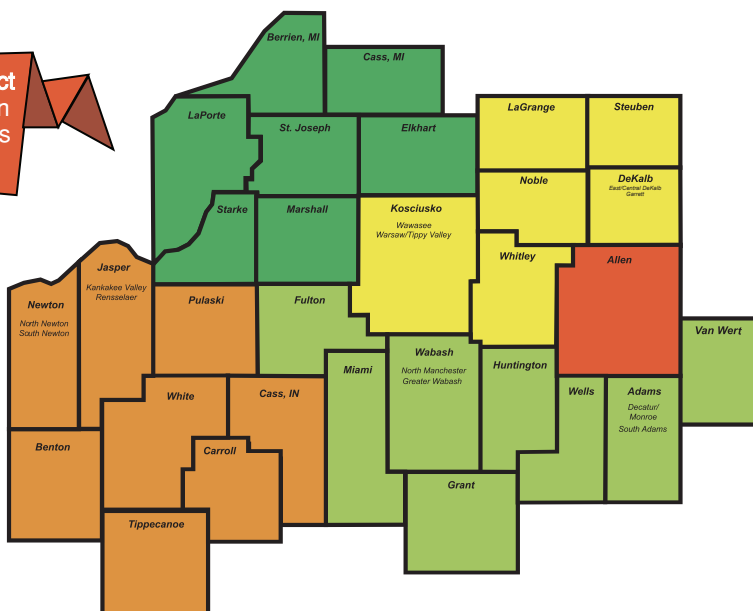 ct
n
s
Berrien, MI
Cass, MI
LaPorte
St. Joseph
Elkhart
LaGrange
Steuben
Noble
DeKalb
East/Central DeKalb
Garrett
Starke
Marshall
Kosciusko
Wawasee
Warsaw/Tippy Valley
Whitley
Allen
Jasper
Kankakee Valley
Rensselaer
Newton
North Newton
South Newton
Pulaski
Fulton
Van Wert
Miami
Wabash
North Manchester
Greater Wabash
Huntington
White
Cass, IN
Wells
Adams
Decatur/
Monroe
South Adams
Benton
Carroll
Grant
Tippecanoe